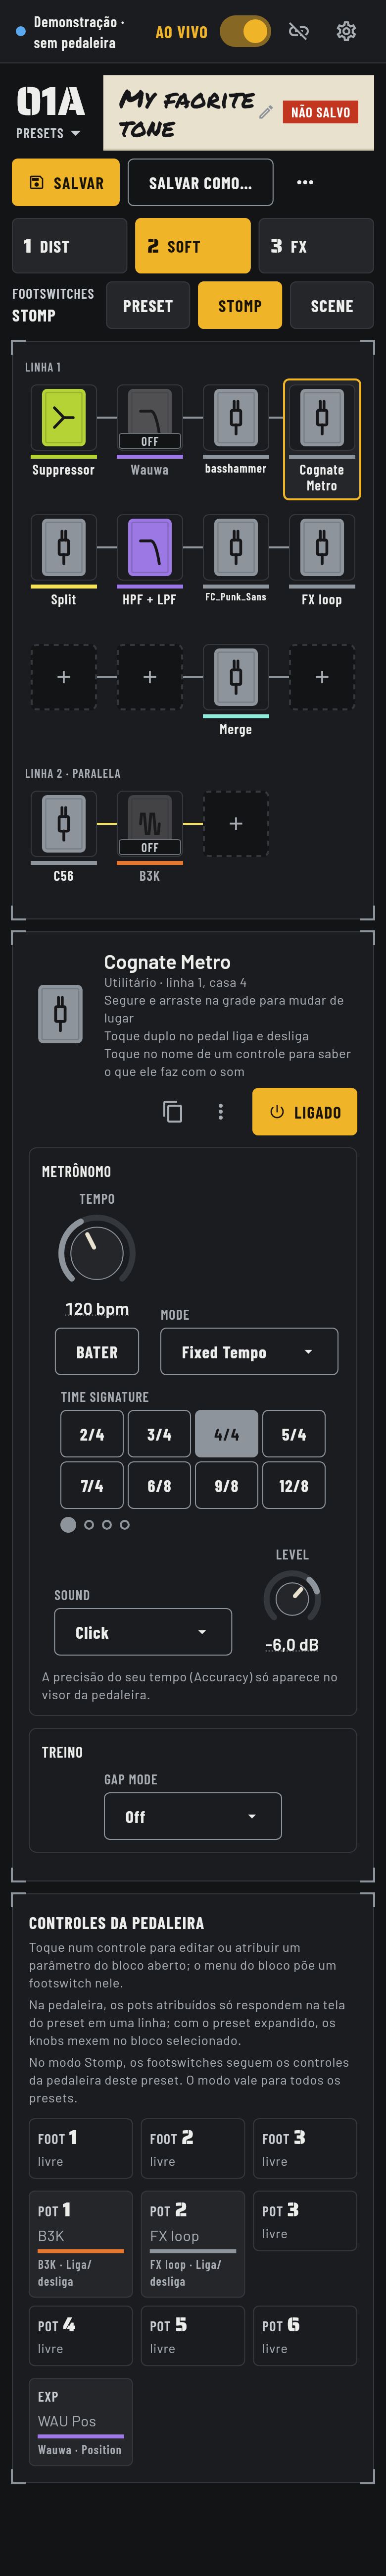 Demonstração ·
sem pedaleira
AO VIVO
01A
PRESETS
My faorite
tone
NÃO SALVO
SALVAR
SALVAR COMO...
1 DIST
2 SOFT
3 FX
FOOTSWITCHES
STOMP
PRESET
STOMP
SCENE
LINHA 1
OFF
Suppressor
Wauwa
basshammer
Cognate
Metro
Split
HPF + LPF
FC_Punk_Sans
FX loop
Merge
LINHA 2 · PARALELA
OFF
C56
B3K
Cognate Metro
Utilitário · linha 1, casa 4
Segure e arraste na grade para mudar de
lugar
Toque duplo no pedal liga e desliga
Toque no nome de um controle para saber
o que ele faz com o som
LIGADO
METRÔNOMO
TEMPO
120 bpm
BATER
MODE
Fixed Tempo
TIME SIGNATURE
2/4
3/4
4/4
5/4
7/4
6/8
9/8
12/8
LEVEL
SOUND
Click
-6,0 dB
A precisão do seu tempo (Accuracy) só aparece no
visor da pedaleira.
TREINO
GAP MODE
Off
CONTROLES DA PEDALEIRA
Toque num controle para editar ou atribuir um
parâmetro do bloco aberto; o menu do bloco põe um
footswitch nele.
Na pedaleira, os pots atribuídos só respondem na tela
do preset em uma linha; com o preset expandido, os
knobs mexem no bloco selecionado.
No modo Stomp, os footswitches seguem os controles
da pedaleira deste preset. O modo vale para todos os
presets.
FOOT 1
livre
FOOT 2
livre
FOOT 3
livre
POT 1
B3K
B3K · Liga/
desliga
POT 2
FX loop
FX loop · Liga/
desliga
POT 3
livre
POT 4
livre
POT 5
livre
POT 6
livre
EXP
WAU Pos
Wauwa · Position